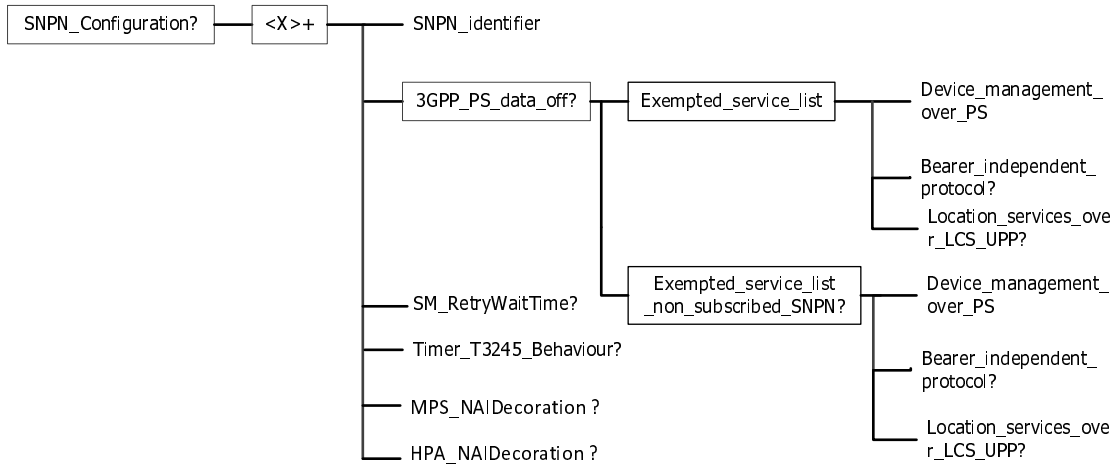 SNPN_Configuration?
<X>+
SNPN_identifier
3GPP_PS_data_off?
Exempted_service_list
Device_management_
over_PS
Bearer_independent_
protocol?
Location_services_ove
r_LCS_UPP?
Exempted_service_list
_non_subscribed_SNPN?
Device_management_
over_PS
Bearer_independent_
protocol?
Location_services_ove
r_LCS_UPP?
SM_RetryWaitTime?
Timer_T3245_Behaviour?
MPS_NAIDecoration ?
HPA_NAIDecoration ?